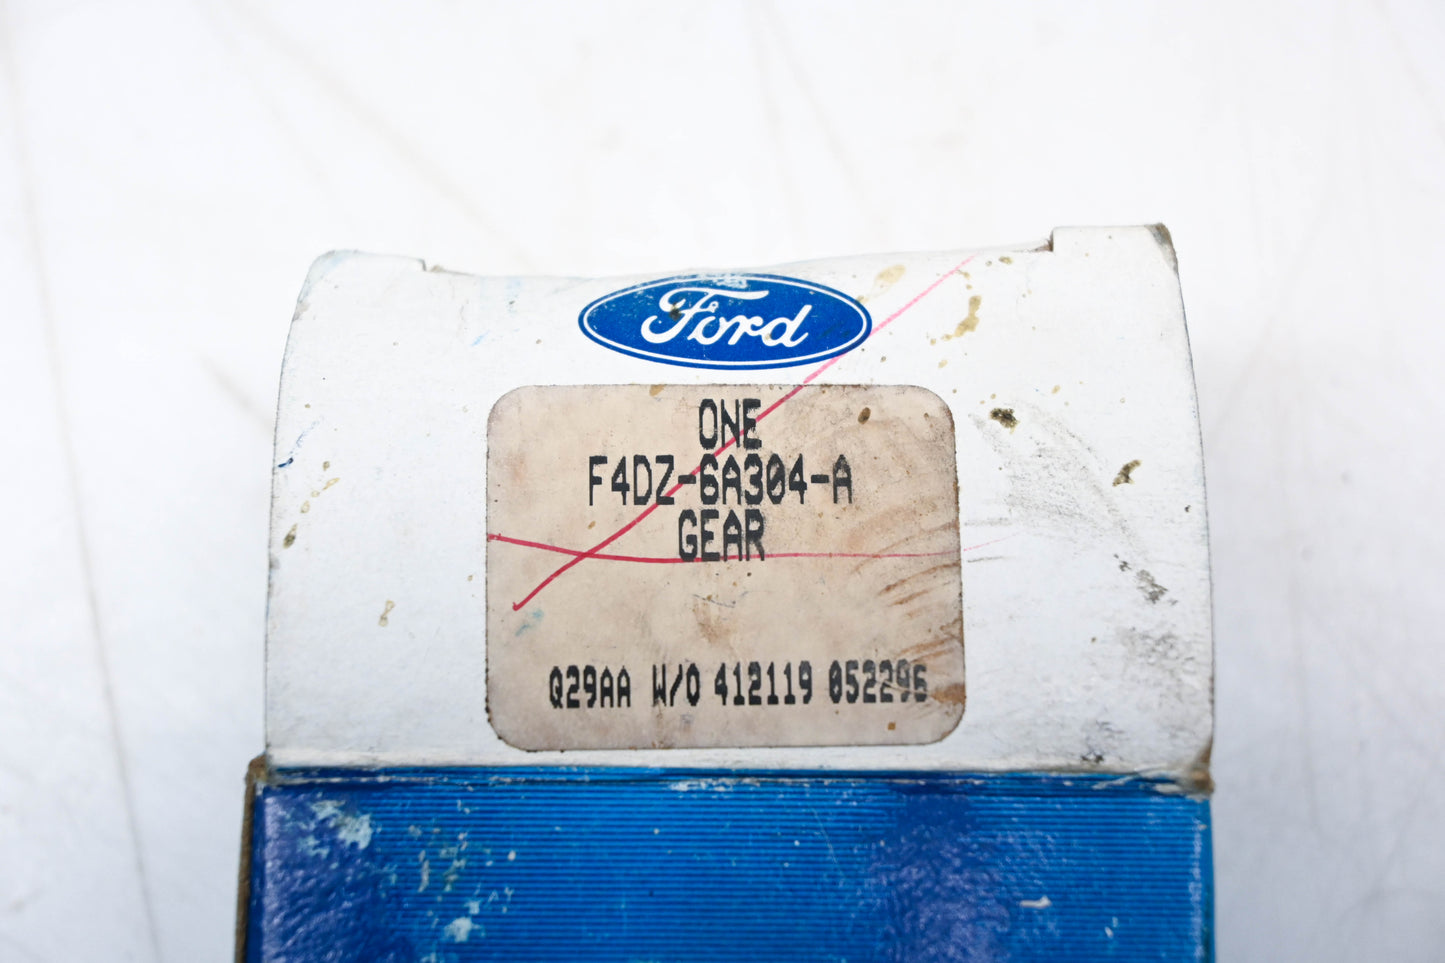 Ford
ONE
F4DZ-6A304-A
GEAR
Q29AA W/O 412119 052296